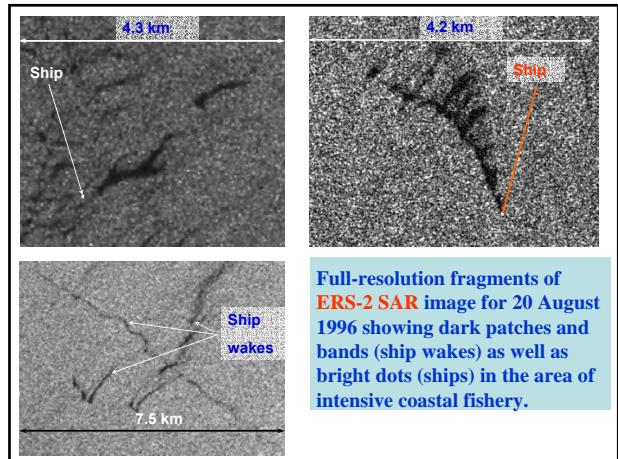 4.3 km
Ship
4.2 km
Ship
Ship
wakes
7.5 km
Full-resolution fragments of
ERS-2 SAR image for 20 August
1996 showing dark patches and
bands (ship wakes) as well as
bright dots (ships) in the area of
intensive coastal fishery.